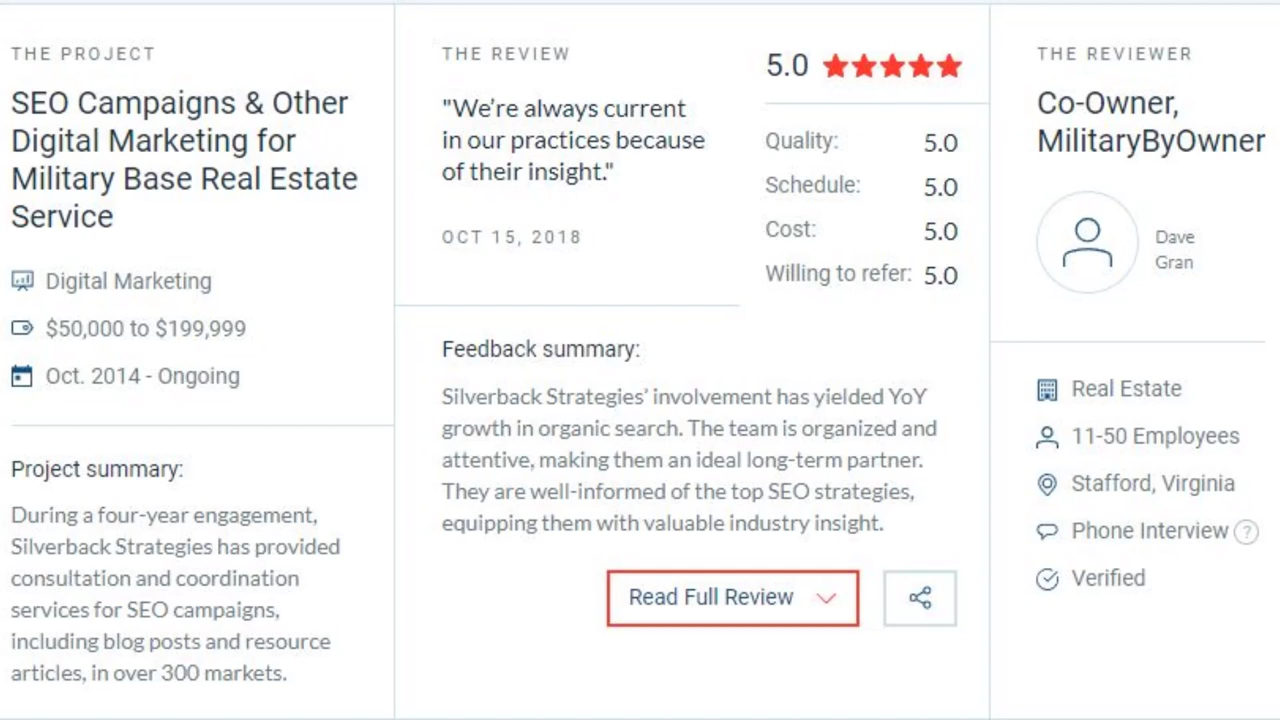 THE PROJECT
SEO Campaigns & Other
Digital Marketing for
Military Base Real Estate
Service
Digital Marketing
$50,000 to $199,999
Oct. 2014 - Ongoing
Project summary:
During a four-year engagement,
Silverback Strategies has provided
consultation and coordination
services for SEO campaigns,
including blog posts and resource
articles, in over 300 markets.
THE REVIEW
"We’re always current
in our practices because
of their insight."
OCT 15, 2018
5.0
Quality: 5.0
Schedule: 5.0
Cost: 5.0
Willing to refer: 5.0
Feedback summary:
Silverback Strategies’ involvement has yielded YoY
growth in organic search. The team is organized and
attentive, making them an ideal long-term partner.
They are well-informed of the top SEO strategies,
equipping them with valuable industry insight.
Read Full Review
THE REVIEWER
Co-Owner,
MilitaryByOwner
Dave
Gran
Real Estate
11-50 Employees
Stafford, Virginia
Phone Interview ?
Verified